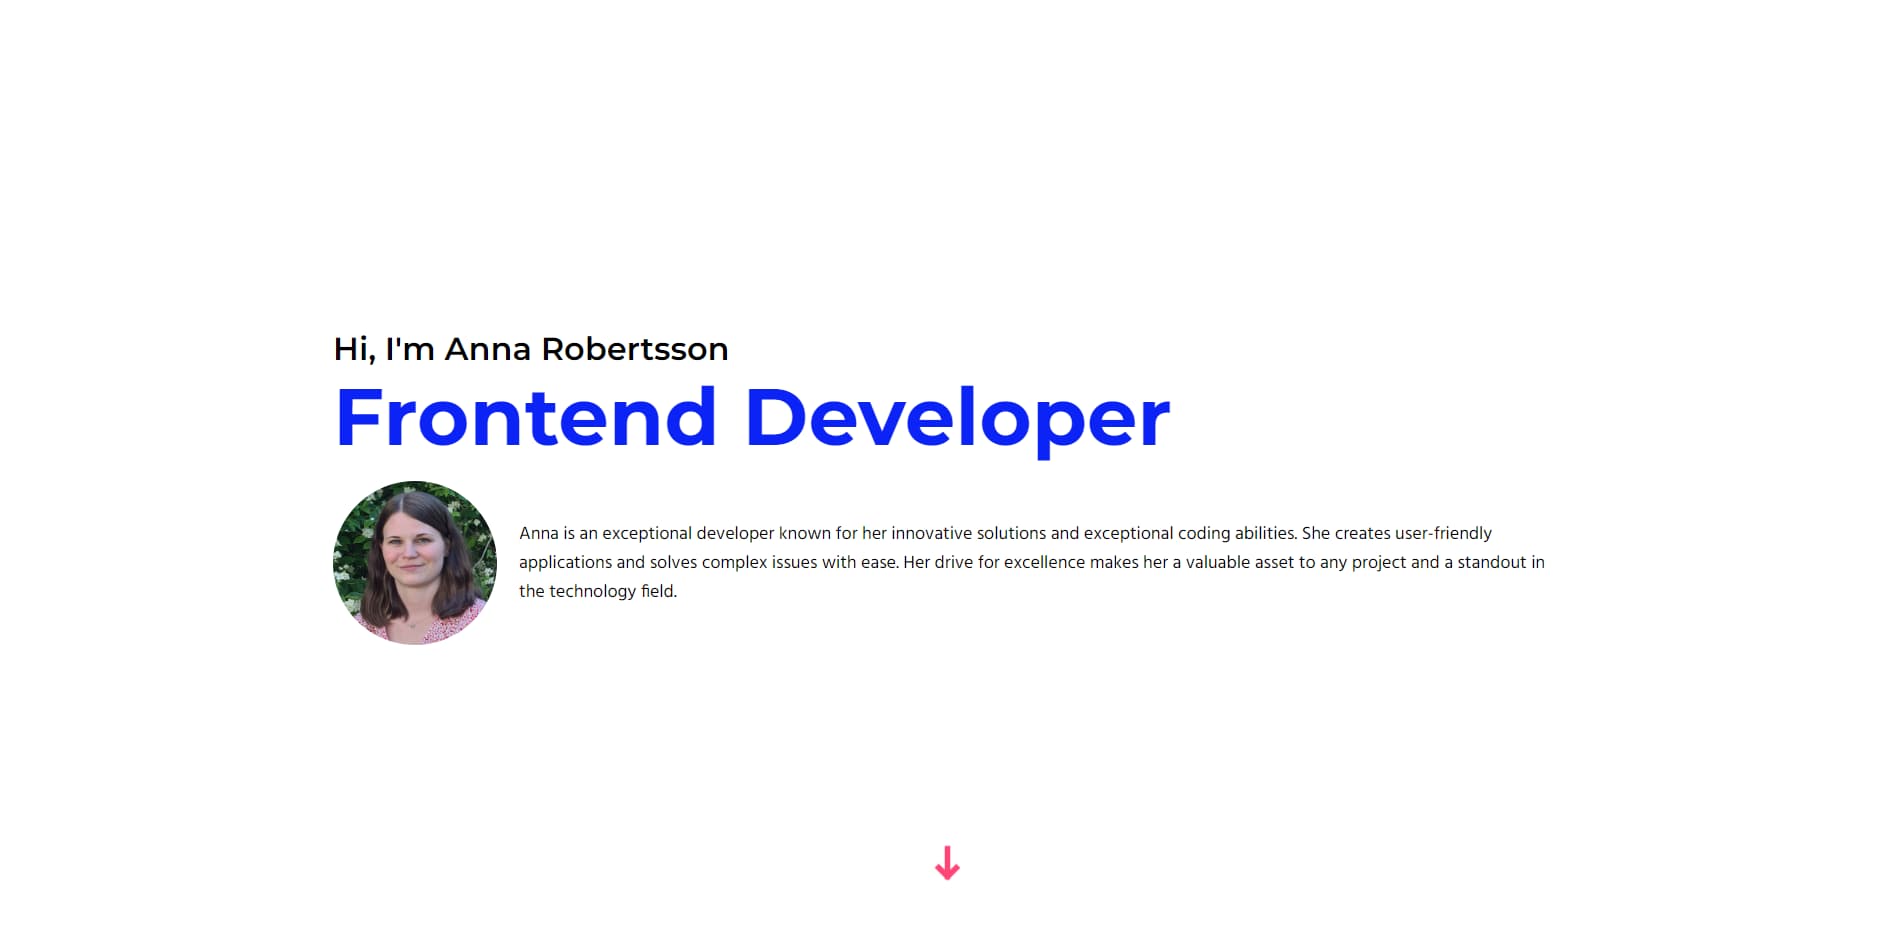 Hi, I'm Anna Robertsson
Frontend Developer
Anna is an exceptional developer known for her innovative solutions and exceptional coding abilities. She creates user-friendly
applications and solves complex issues with ease. Her drive for excellence makes her a valuable asset to any project and a standout in
the technology field.